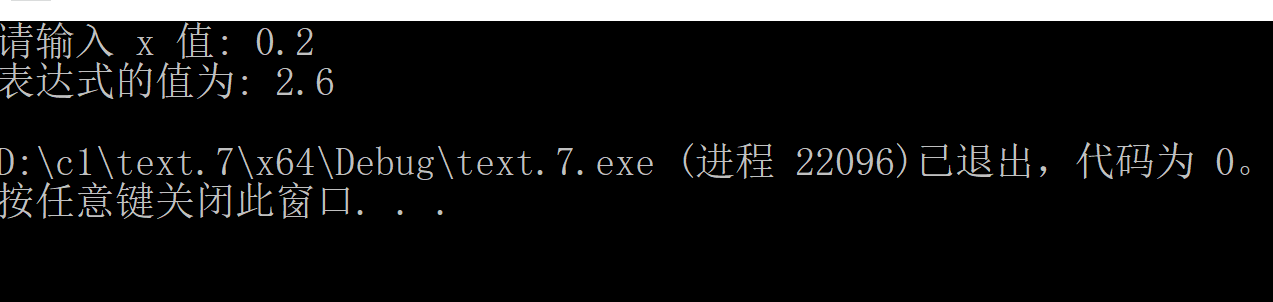 请输入 x 值: 0.2
表达式的值为: 2.6
D:\c1\text.7\x64\Debug\text.7.exe (进程 22096)已退出，代码为 0。
按任意键关闭此窗口. . .